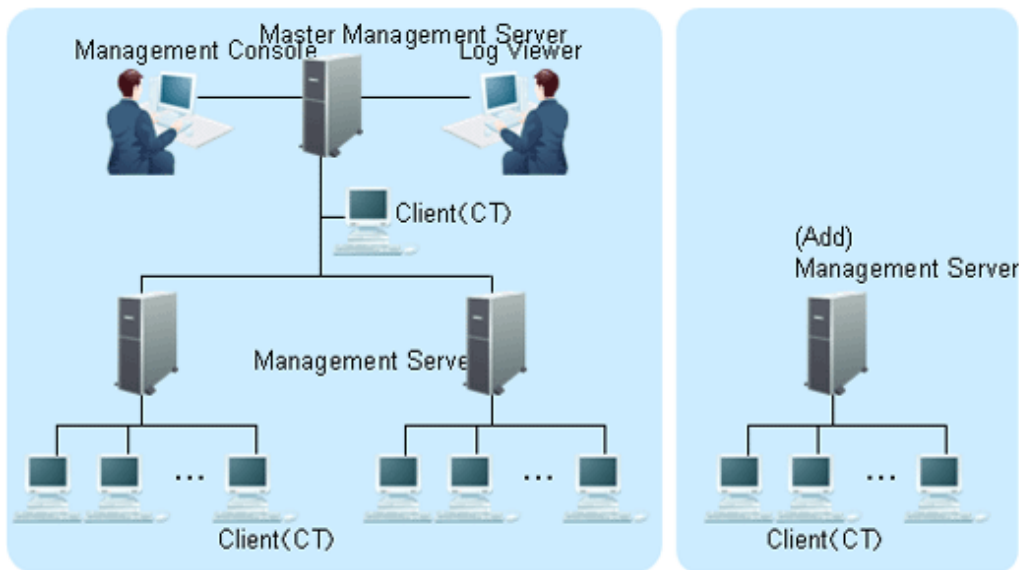 Master Management Server
Management Console
Log Viewer
Client(CT)
(Add)
Management Server
Management Serve
...
...
...
Client(CT)
Client(CT)